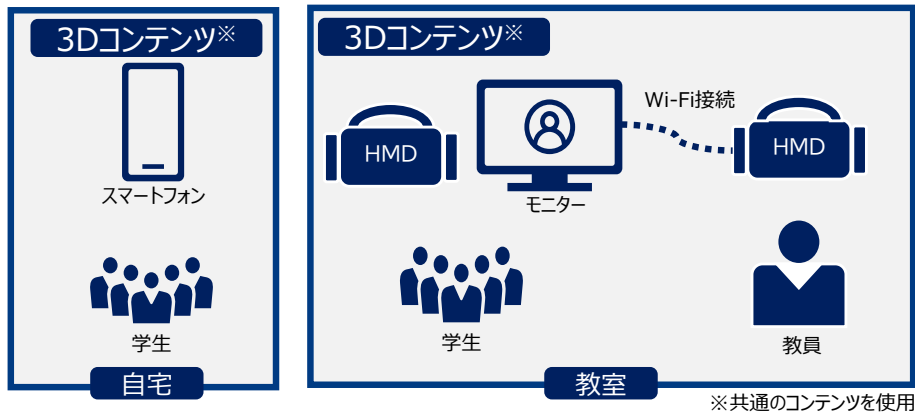 3Dコンテンツ※
スマートフォン
学生
自宅
3Dコンテンツ※
Wi-Fi接続
HMD
HMD
モニター
学生
教員
教室
※共通のコンテンツを使用